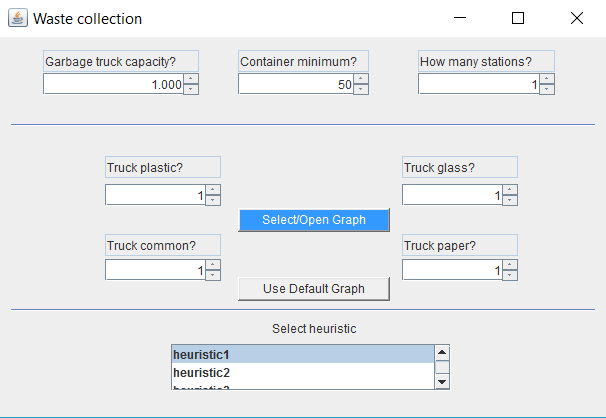 Waste collection
Garbage truck capacity? Container minimum? How many stations?
1.000 50 1
Truck plastic? Truck glass?
1 1
Select/Open Graph
Truck common? Truck paper?
1 1
Use Default Graph
Select heuristic
heuristic1
heuristic2